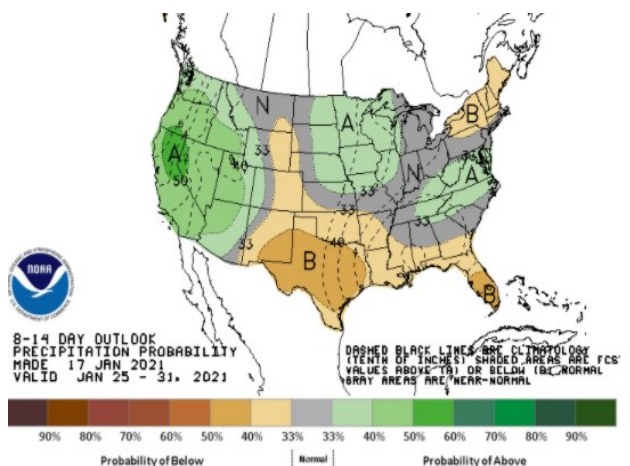 N
A
B
33
40
A
N
A
50
33
33
33
33
40
B
B
NOAA
8-14 DAY OUTLOOK
PRECIPITATION PROBABILITY
MADE 17 JAN 2021
VALID JAN 25 - 31, 2021
DASHED BLACK LINES ARE CLIMATOLOGY
(TENTH OF INCHES) SHADED AREAS ARE FCST
VALUES ABOVE (A) OR BELOW (B) NORMAL
GRAY AREAS ARE NEAR-NORMAL
90% 80% 70% 60% 50% 40% 33% 33% 40% 50% 60% 70% 80% 90%
Probability of Below Normal Probability of Above